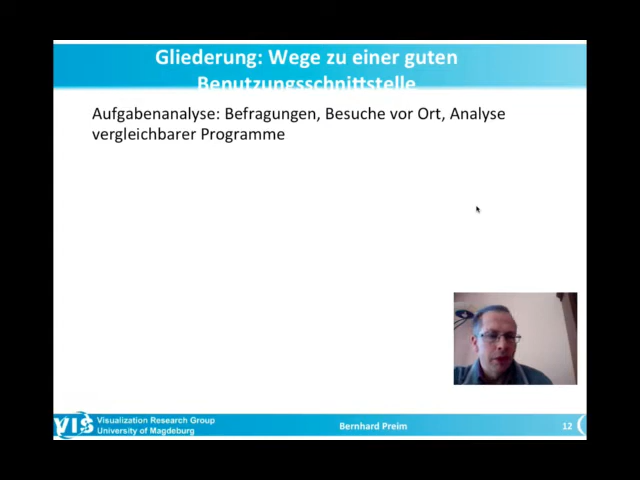 Gliederung: Wege zu einer guten
Benutzungsschnittstelle
Aufgabenanalyse: Befragungen, Besuche vor Ort, Analyse
vergleichbarer Programme
VIS
Visualization Research Group
University of Magdeburg
Bernhard Preim
12